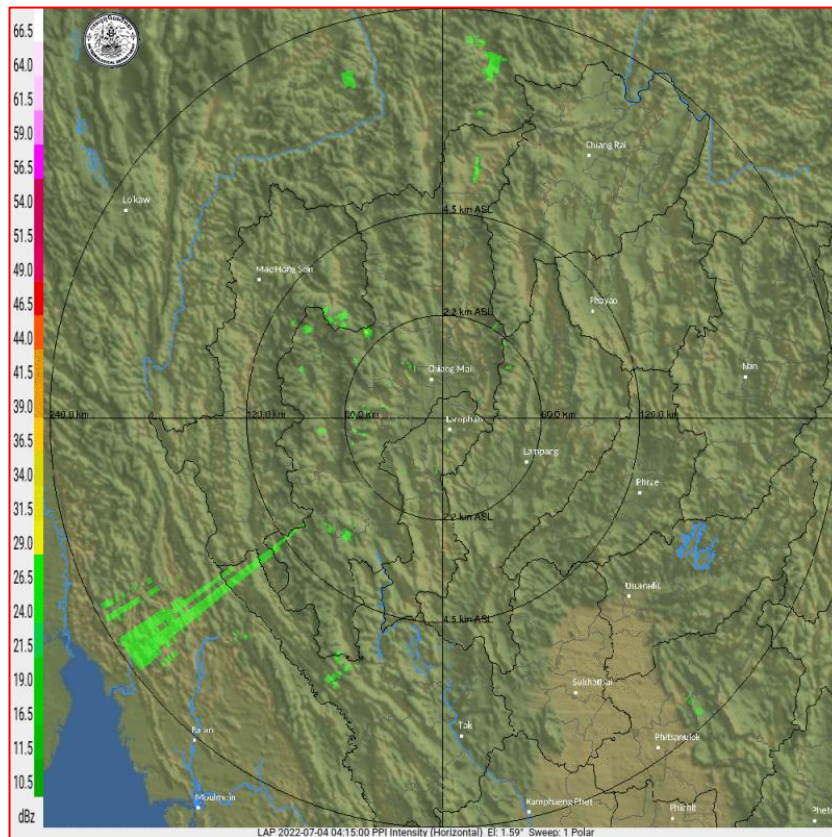 66.5
64.0
61.5
59.0
56.5
54.0
51.5
49.0
46.5
44.0
41.5
39.0
36.5
34.0
31.5
29.0
26.5
24.0
21.5
19.0
16.5
11.5
10.5
dBz
Chiang Rai
Loikaw
4.5 km ASL
Mae Hong Son
Phayao
2.2 km ASL
Chiang Mai
Nan
240.0 km
120.0 km
60.0 km
60.0 km
120.0 km
Lamphun
Lampang
Phrae
2.2 km ASL
Uttaradit
4.5 km ASL
Sukhothai
Tak
Pa-an
Phitsanulok
Moulmein
Kamphaeng Phet
Phichit
LAP 2022-07-04 04:15:00 PPI Intensity (Horizontal) El: 1.59° Sweep: 1 Polar